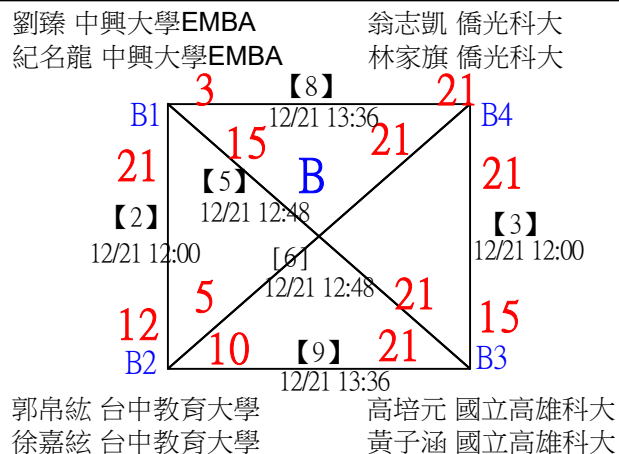 劉臻 中興大學EMBA 翁志凱 僑光科大
紀名龍 中興大學EMBA 林家旗 僑光科大
3 【8】 21
B1 12/21 13:36 B4
15 21
21 【5】 B 21
12/21 12:48
【2】 【3】
12/21 12:00 [6] 12/21 12:00
12/21 12:48
5 21
12 15
B2 10 【9】 21 B3
12/21 13:36
郭帛紘 台中教育大學 高培元 國立高雄科大
徐嘉絃 台中教育大學 黃子涵 國立高雄科大